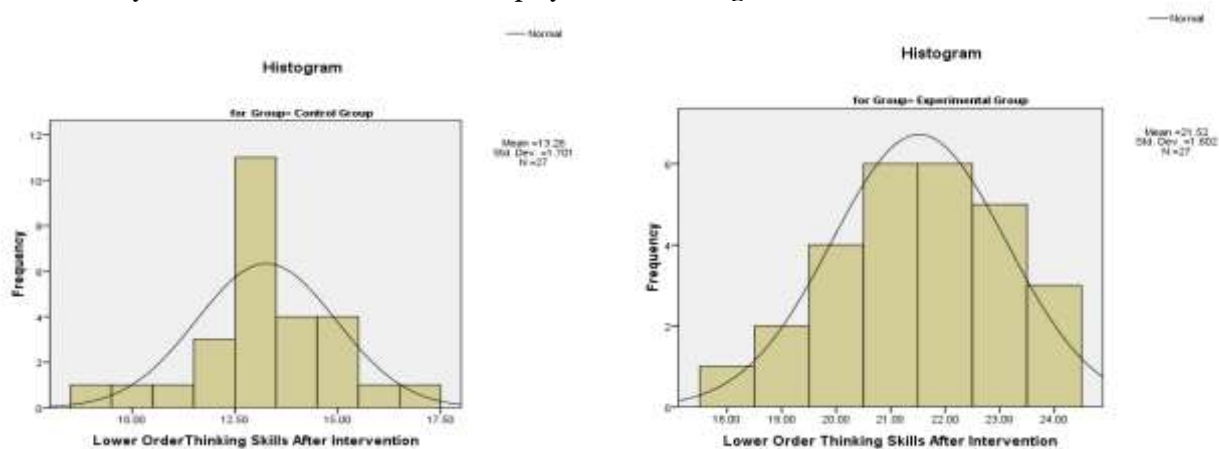 Normal
Histogram
for Group= Control Group
Mean =13.26
Std. Dev. =1.701
N =27
12
10
8
6
4
2
0
10.00
12.50
15.00
17.50
Frequency
Lower OrderThinking Skills After Intervention
Normal
Histogram
for Group= Experimental Group
Mean =21.52
Std. Dev. =1.602
N =27
6
4
2
0
18.00
19.00
20.00
21.00
22.00
23.00
24.00
Frequency
Lower Order Thinking Skills After Intervention